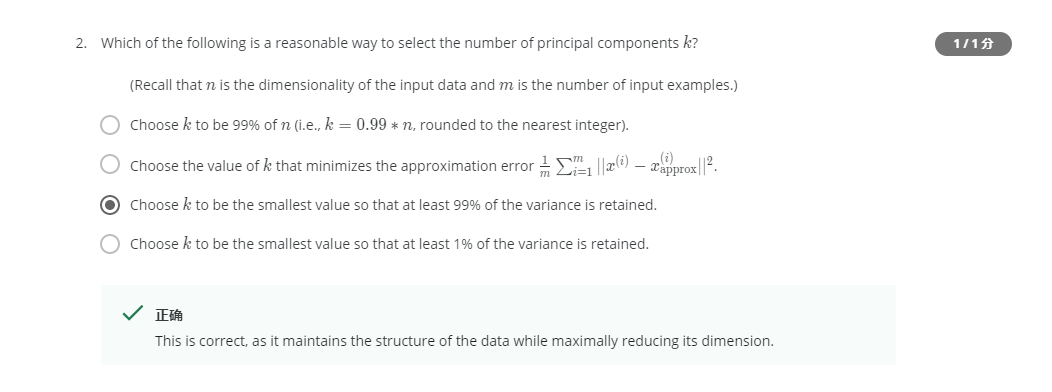 2. Which of the following is a reasonable way to select the number of principal components k?
1 / 1 分
(Recall that n is the dimensionality of the input data and m is the number of input examples.)
Choose k to be 99% of n (i.e., k = 0.99 ∗ n, rounded to the nearest integer).
Choose the value of k that minimizes the approximation error \frac{1}{m} \sum_{i=1}^{m} ||x^{(i)} − x_{approx}^{(i)}||^2.
Choose k to be the smallest value so that at least 99% of the variance is retained.
Choose k to be the smallest value so that at least 1% of the variance is retained.
正确
This is correct, as it maintains the structure of the data while maximally reducing its dimension.